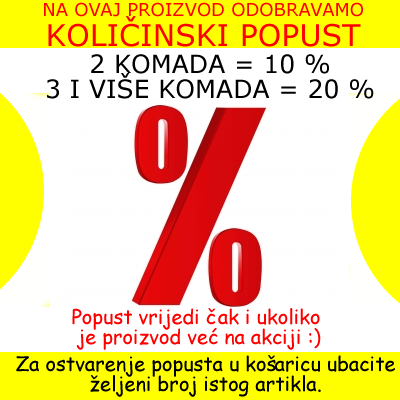 NA OVAJ PROIZVOD ODOBRAVAMO
KOLIČINSKI POPUST
2 KOMADA = 10 %
3 I VIŠE KOMADA = 20 %
%
Popust vrijedi čak i ukoliko
je proizvod već na akciji :)
Za ostvarenje popusta u košaricu ubacite
željeni broj istog artikla.